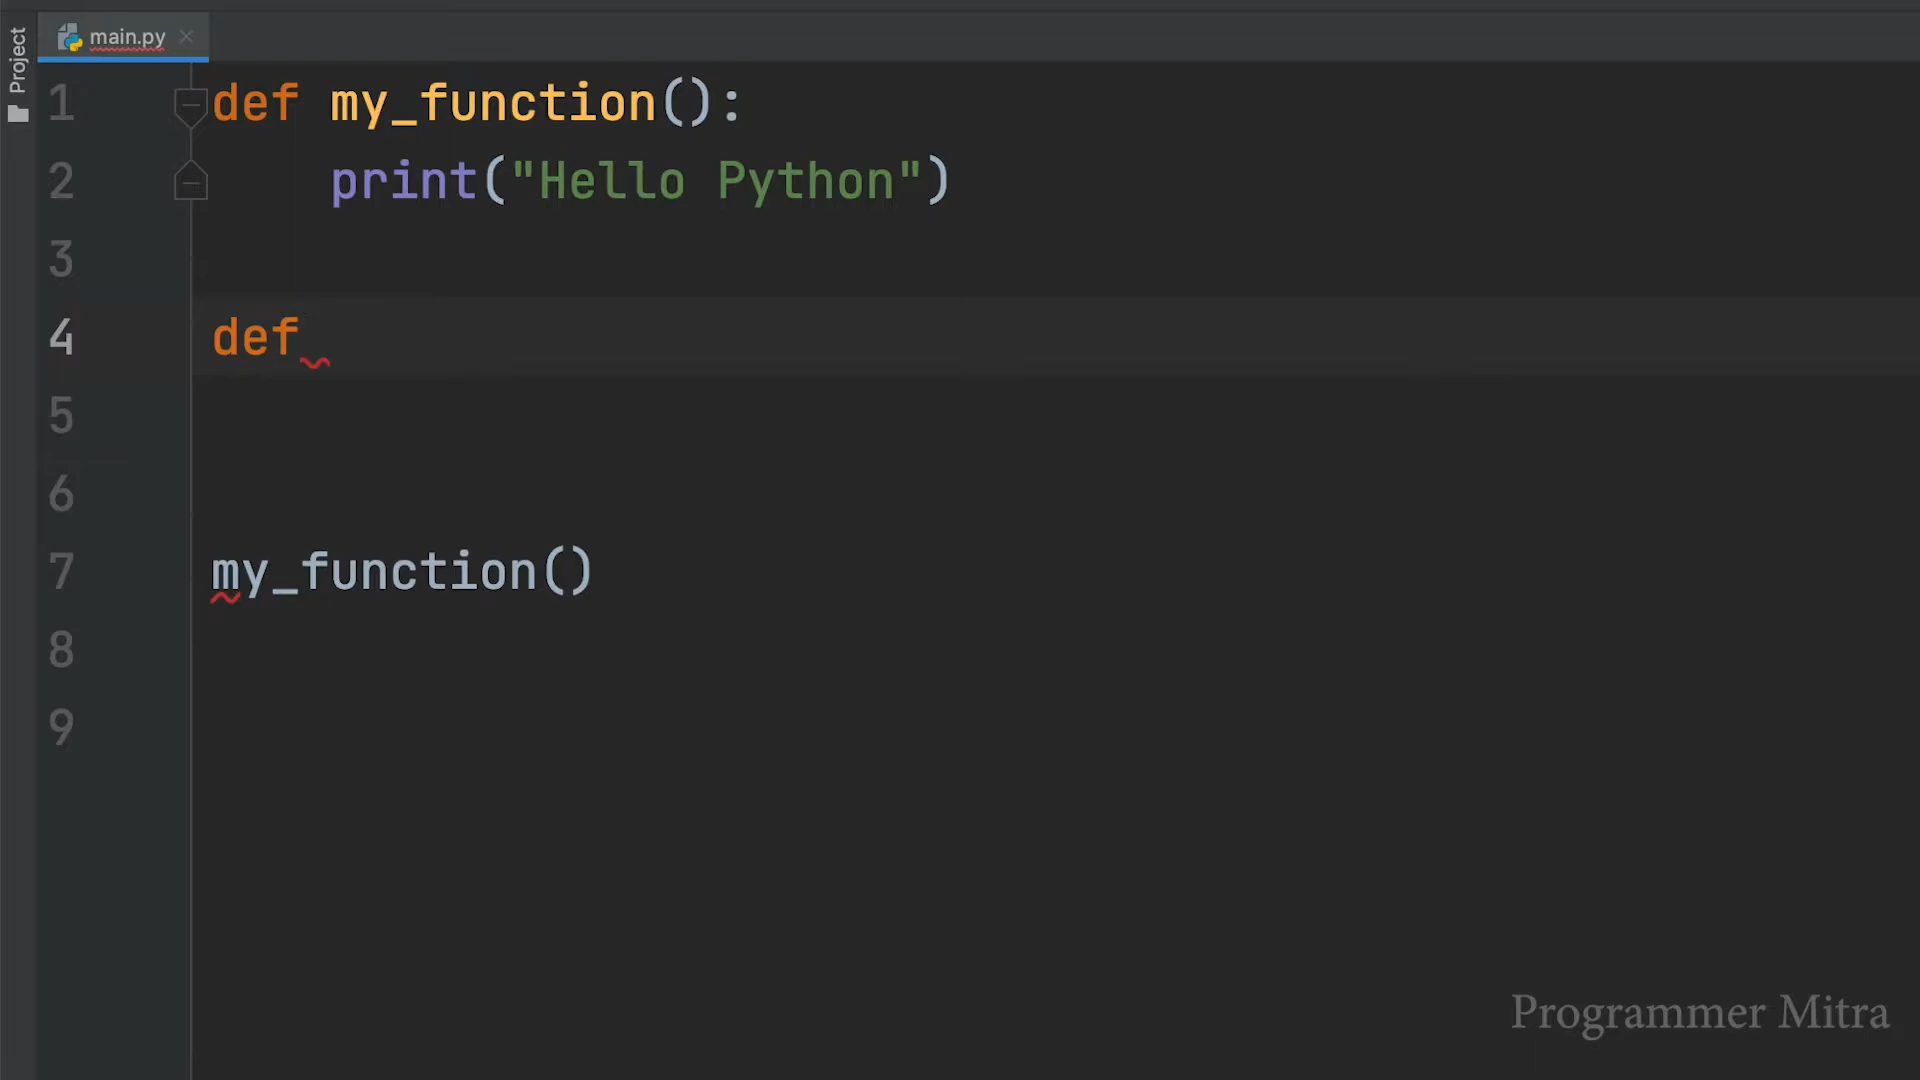 Project
main.py
1 def my_function():
2     print("Hello Python")
3
4 def
5
6
7 my_function()
8
9
Programmer Mitra